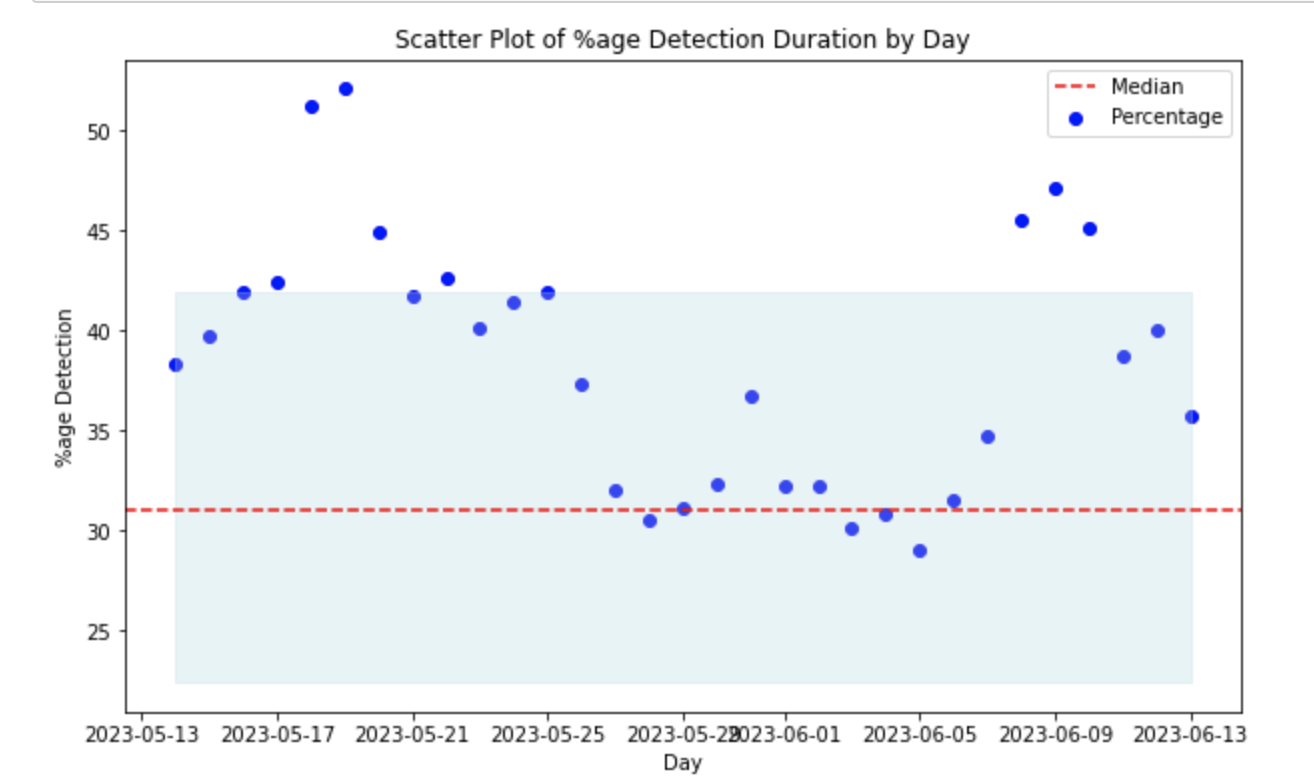 Scatter Plot of %age Detection Duration by Day
Median
Percentage
50
45
40
35
30
25
%age Detection
2023-05-13 2023-05-17 2023-05-21 2023-05-25 2023-05-29 2023-06-01 2023-06-05 2023-06-09 2023-06-13
Day